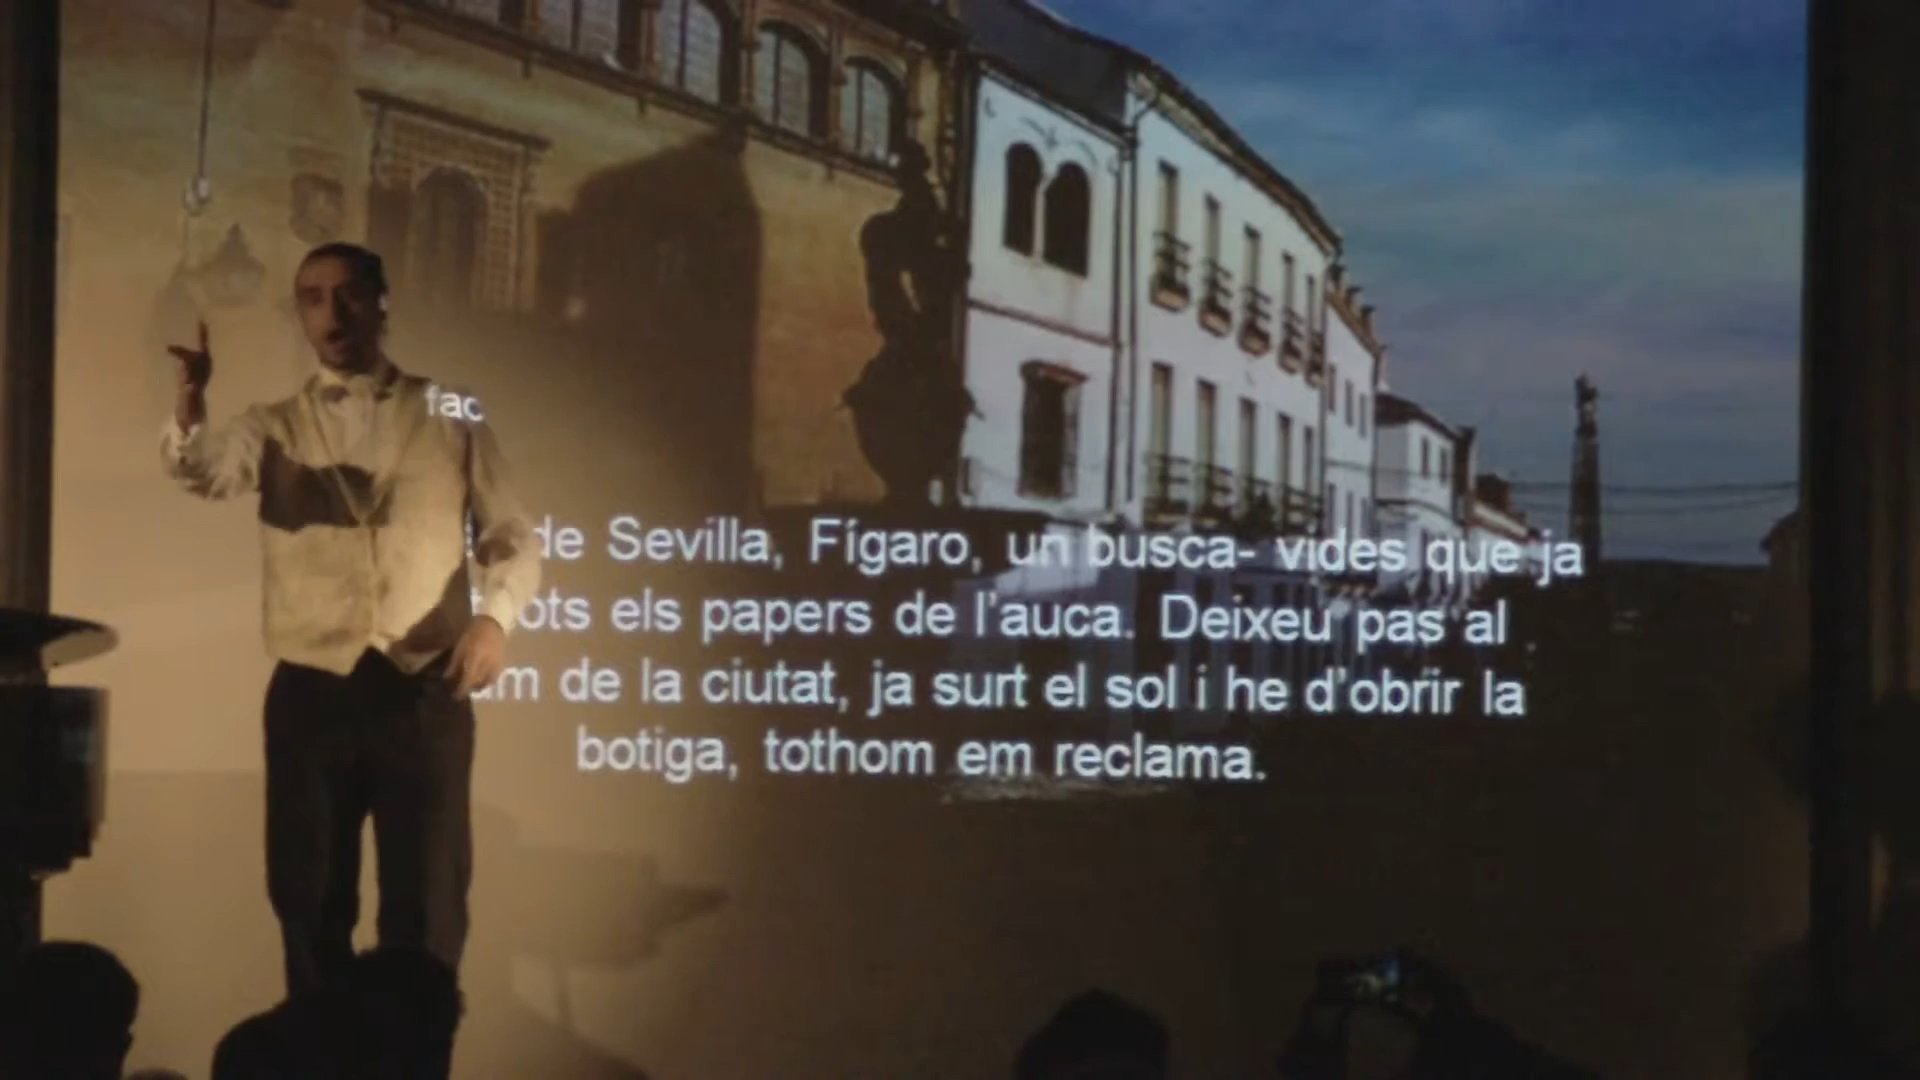 fac
de Sevilla, Fígaro, un busca- vides que ja
els papers de l'auca. Deixeu pas al
de la ciutat, ja surt el sol i he d'obrir la
botiga, tothom em reclama.